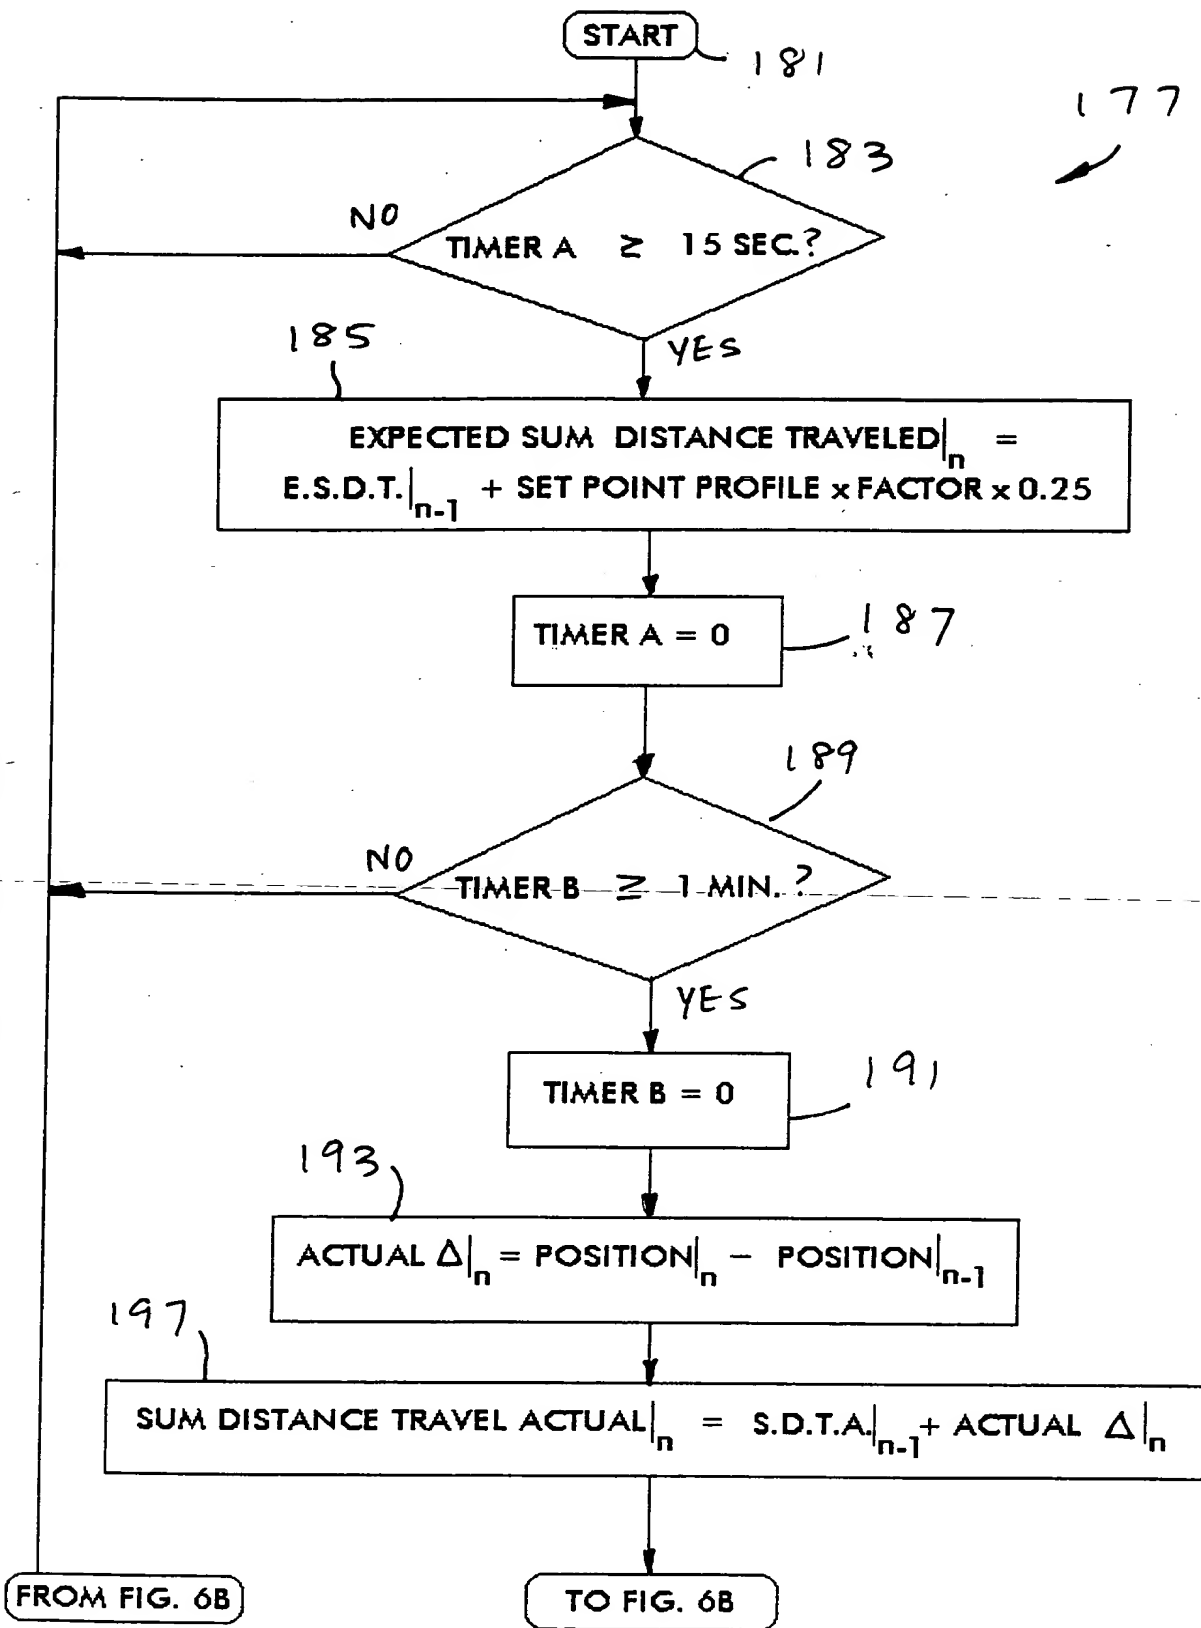 START
181
177
183
NO
TIMER A ≥ 15 SEC.?
YES
185
EXPECTED SUM DISTANCE TRAVELED|n =
E.S.D.T.|n-1 + SET POINT PROFILE x FACTOR x 0.25
TIMER A = 0
187
189
NO
TIMER B ≥ 1 MIN. ?
YES
TIMER B = 0
191
193
ACTUAL Δ|n = POSITION|n − POSITION|n-1
197
SUM DISTANCE TRAVEL ACTUAL|n = S.D.T.A.|n-1 + ACTUAL Δ|n
FROM FIG. 6B
TO FIG. 6B